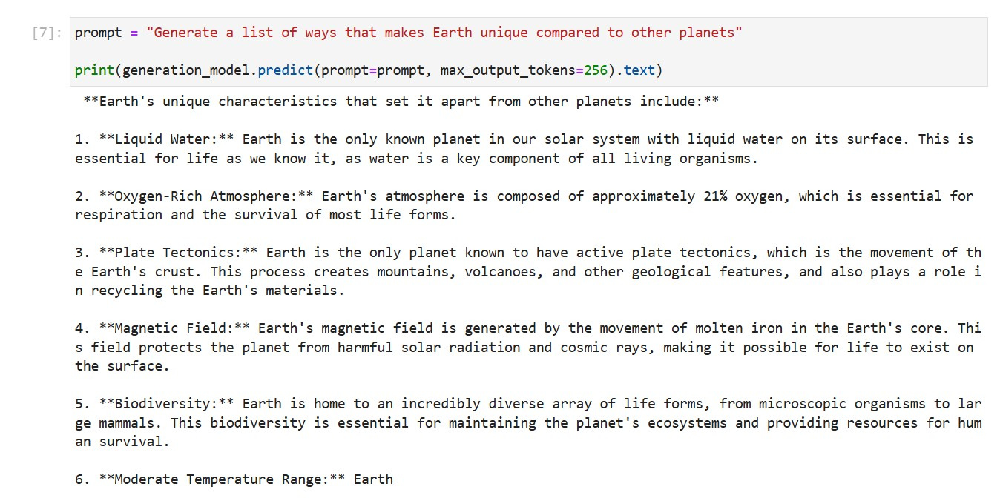 [7]: prompt = "Generate a list of ways that makes Earth unique compared to other planets"
print(generation_model.predict(prompt=prompt, max_output_tokens=256).text)
**Earth's unique characteristics that set it apart from other planets include:**
1. **Liquid Water:** Earth is the only known planet in our solar system with liquid water on its surface. This is
essential for life as we know it, as water is a key component of all living organisms.
2. **Oxygen-Rich Atmosphere:** Earth's atmosphere is composed of approximately 21% oxygen, which is essential for
respiration and the survival of most life forms.
3. **Plate Tectonics:** Earth is the only planet known to have active plate tectonics, which is the movement of th
e Earth's crust. This process creates mountains, volcanoes, and other geological features, and also plays a role i
n recycling the Earth's materials.
4. **Magnetic Field:** Earth's magnetic field is generated by the movement of molten iron in the Earth's core. Thi
s field protects the planet from harmful solar radiation and cosmic rays, making it possible for life to exist on
the surface.
5. **Biodiversity:** Earth is home to an incredibly diverse array of life forms, from microscopic organisms to lar
ge mammals. This biodiversity is essential for maintaining the planet's ecosystems and providing resources for hum
an survival.
6. **Moderate Temperature Range:** Earth